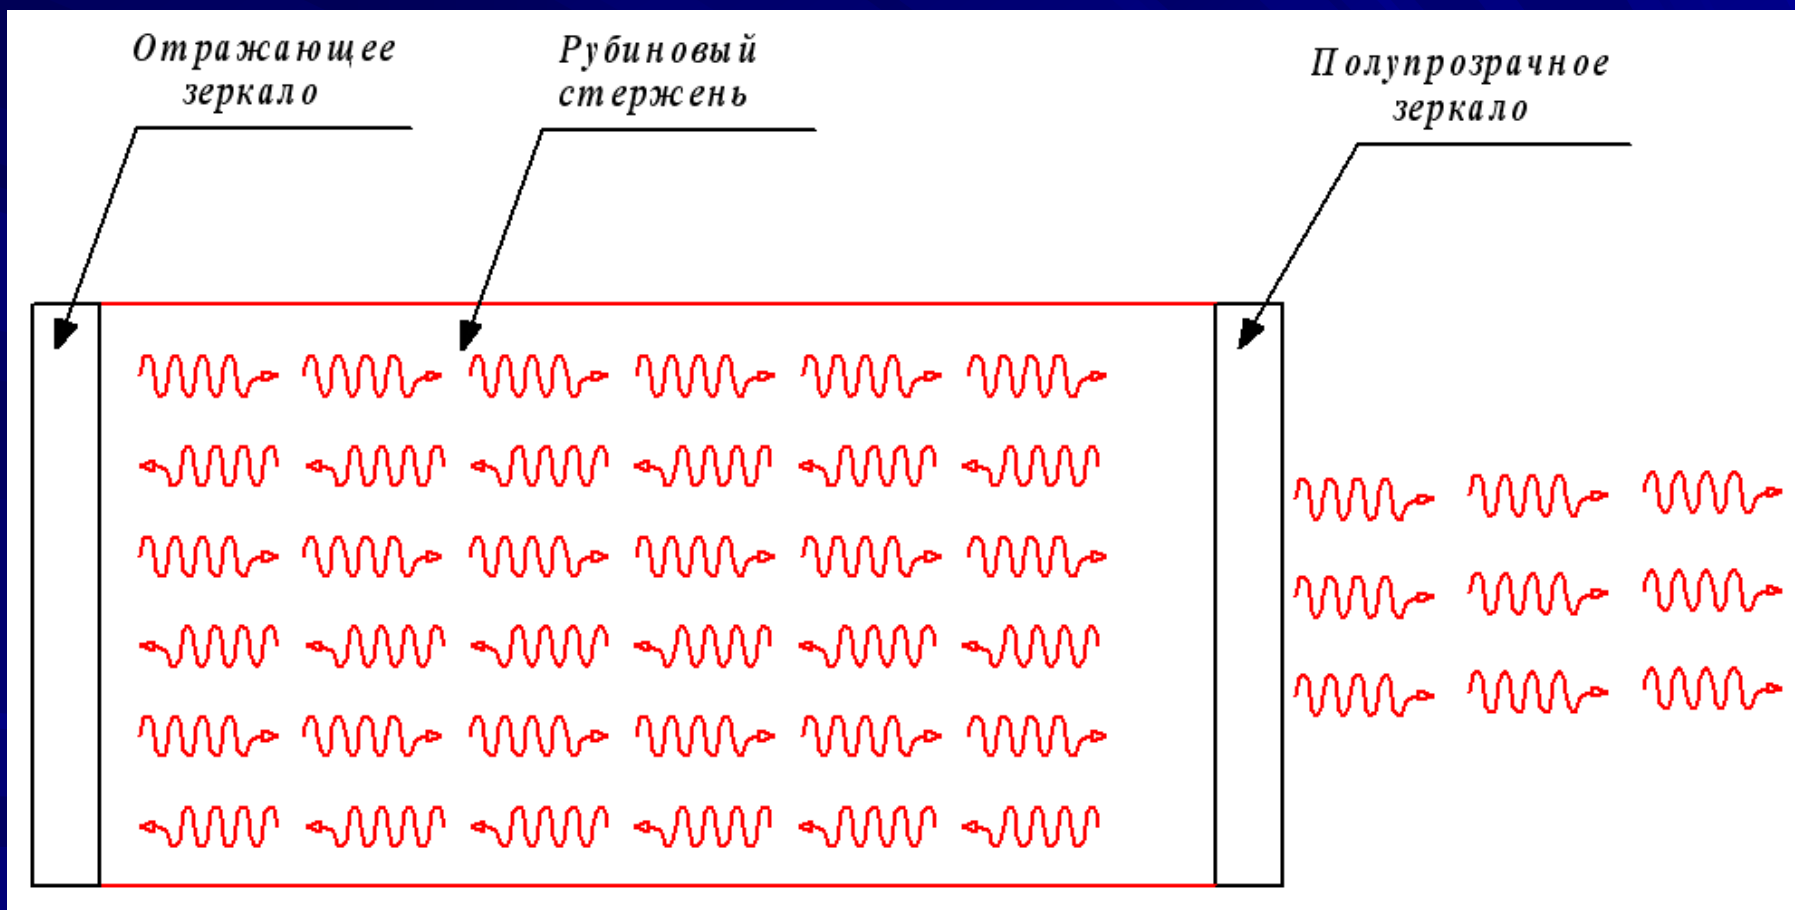 Отражающее
зеркало
Рубиновый
стержень
Полупрозрачное
зеркало